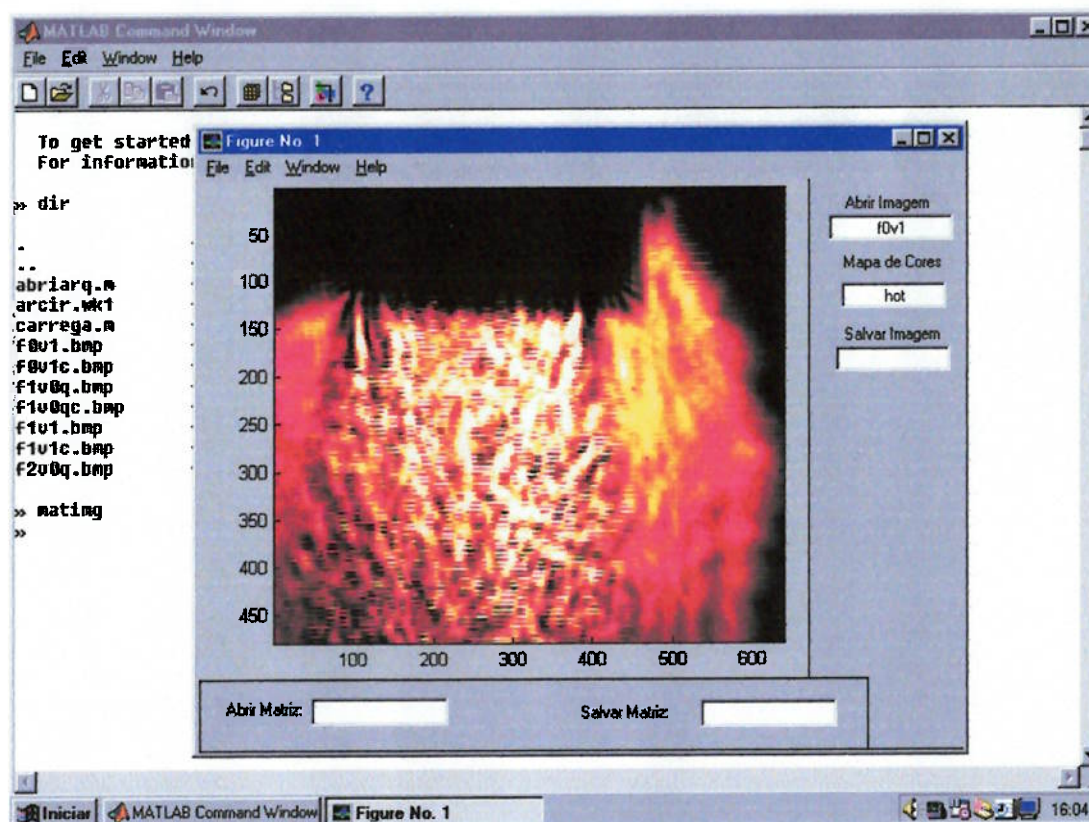 MATLAB Command Window
File Edit Window Help
To get started
For informatio
» dir
.
..
abriarq.m
arcir.wk1
carrega.m
f0v1.bmp
f0v1c.bmp
f1v0q.bmp
f1v0qc.bmp
f1v1.bmp
f1v1c.bmp
f2v0q.bmp
» matimg
»
Figure No. 1
File Edit Window Help
50
100
150
200
250
300
350
400
450
100 200 300 400 500 600
Abrir Imagem
f0v1
Mapa de Cores
hot
Salvar Imagem
Abrir Matriz:
Salvar Matriz:
Iniciar MATLAB Command Window Figure No. 1 16:04